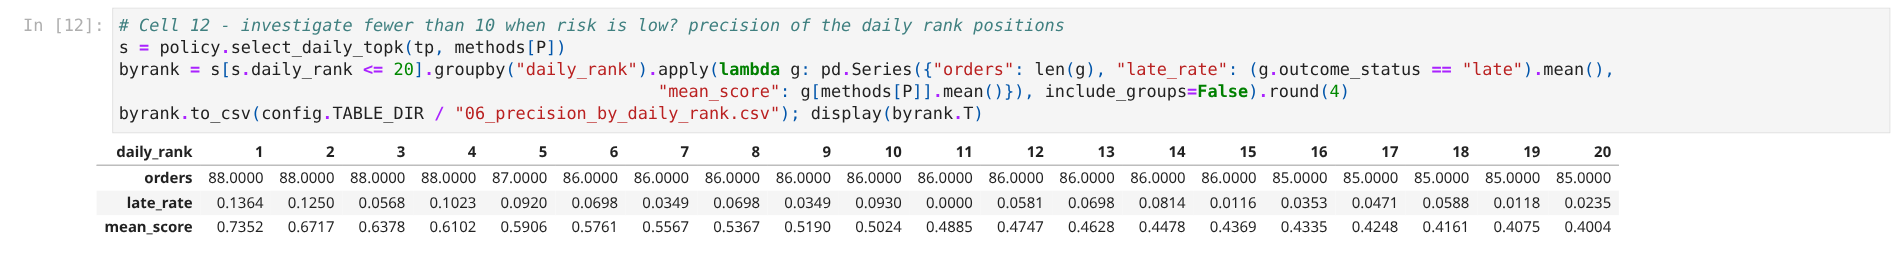 In [12]: # Cell 12 - investigate fewer than 10 when risk is low? precision of the daily rank positions
s = policy.select_daily_topk(tp, methods[P])
byrank = s[s.daily_rank <= 20].groupby("daily_rank").apply(lambda g: pd.Series({"orders": len(g), "late_rate": (g.outcome_status == "late").mean(),
"mean_score": g[methods[P]].mean()}), include_groups=False).round(4)
byrank.to_csv(config.TABLE_DIR / "06_precision_by_daily_rank.csv"); display(byrank.T)
daily_rank 1 2 3 4 5 6 7 8 9 10 11 12 13 14 15 16 17 18 19 20
orders 88.0000 88.0000 88.0000 88.0000 87.0000 86.0000 86.0000 86.0000 86.0000 86.0000 86.0000 86.0000 86.0000 86.0000 86.0000 85.0000 85.0000 85.0000 85.0000 85.0000
late_rate 0.1364 0.1250 0.0568 0.1023 0.0920 0.0698 0.0349 0.0698 0.0349 0.0930 0.0000 0.0581 0.0698 0.0814 0.0116 0.0353 0.0471 0.0588 0.0118 0.0235
mean_score 0.7352 0.6717 0.6378 0.6102 0.5906 0.5761 0.5567 0.5367 0.5190 0.5024 0.4885 0.4747 0.4628 0.4478 0.4369 0.4335 0.4248 0.4161 0.4075 0.4004